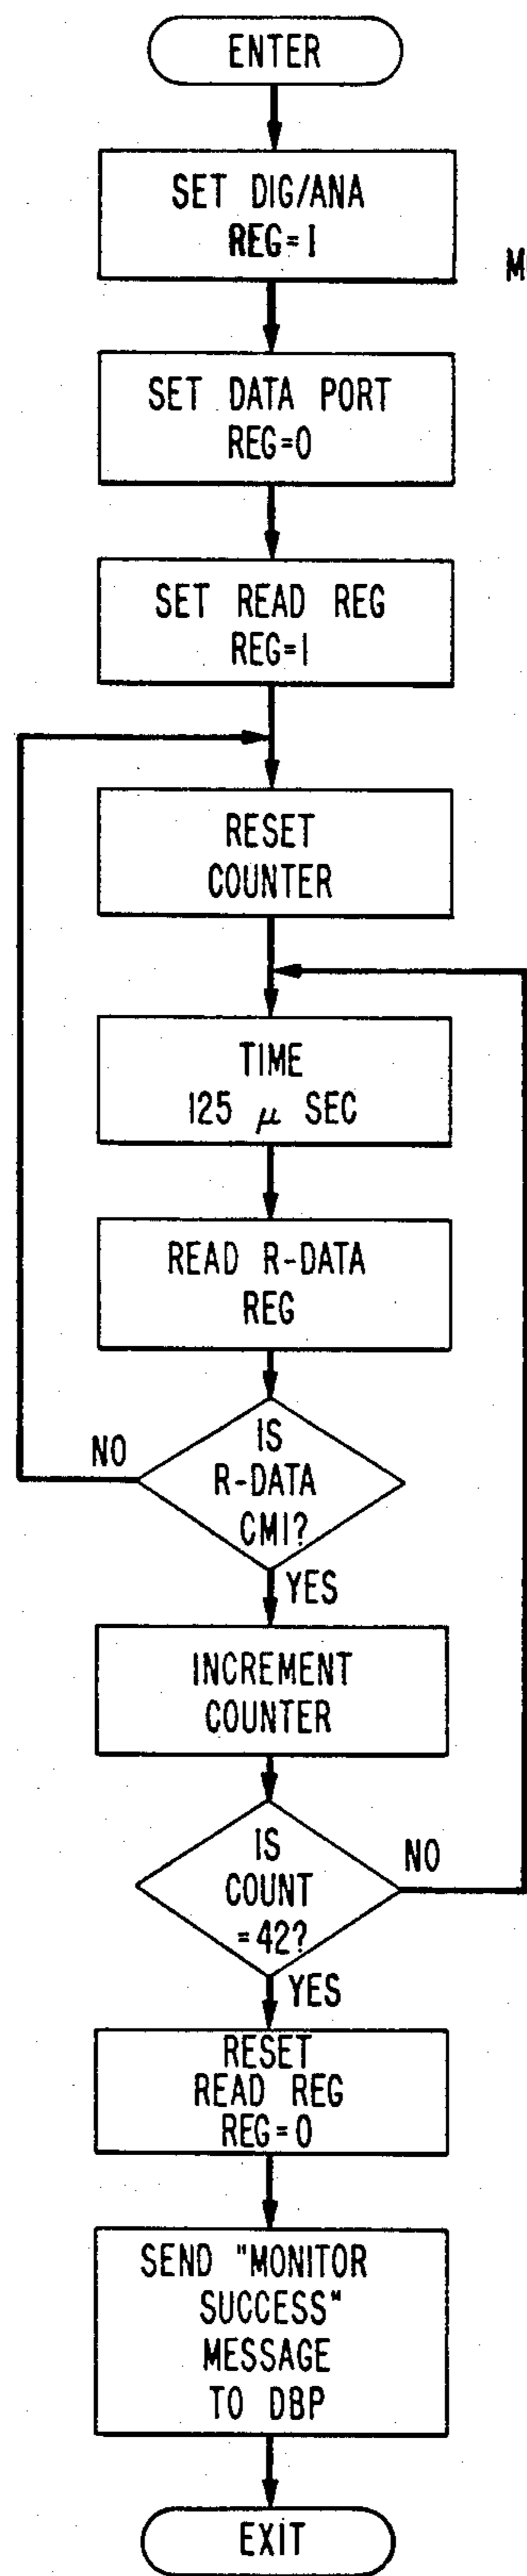 ENTER
SET DIG/ANA
REG=1
SET DATA PORT
REG=0
SET READ REG
REG=1
RESET
COUNTER
TIME
125 μ SEC
READ R-DATA
REG
IS
R-DATA
CMI?
NO
YES
INCREMENT
COUNTER
IS
COUNT
=42?
NO
YES
RESET
READ REG
REG=0
SEND "MONITOR
SUCCESS"
MESSAGE
TO DBP
EXIT